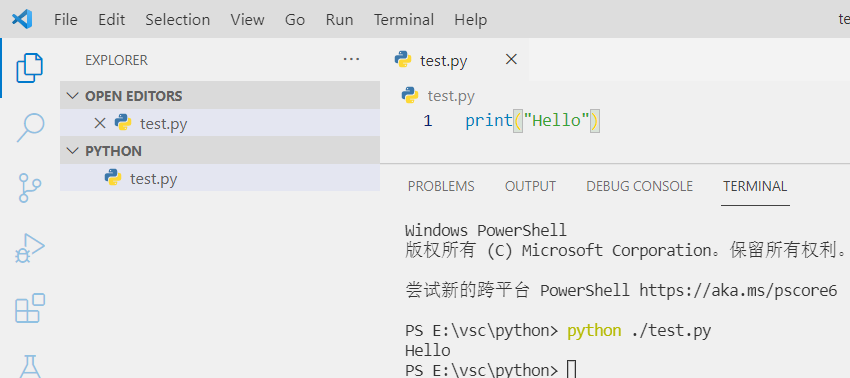 File Edit Selection View Go Run Terminal Help
EXPLORER ...
OPEN EDITORS
test.py
PYTHON
test.py
test.py
test.py
1 print("Hello")
PROBLEMS OUTPUT DEBUG CONSOLE TERMINAL
Windows PowerShell
版权所有 (C) Microsoft Corporation。保留所有权利。
尝试新的跨平台 PowerShell https://aka.ms/pscore6
PS E:\vsc\python> python ./test.py
Hello
PS E:\vsc\python>